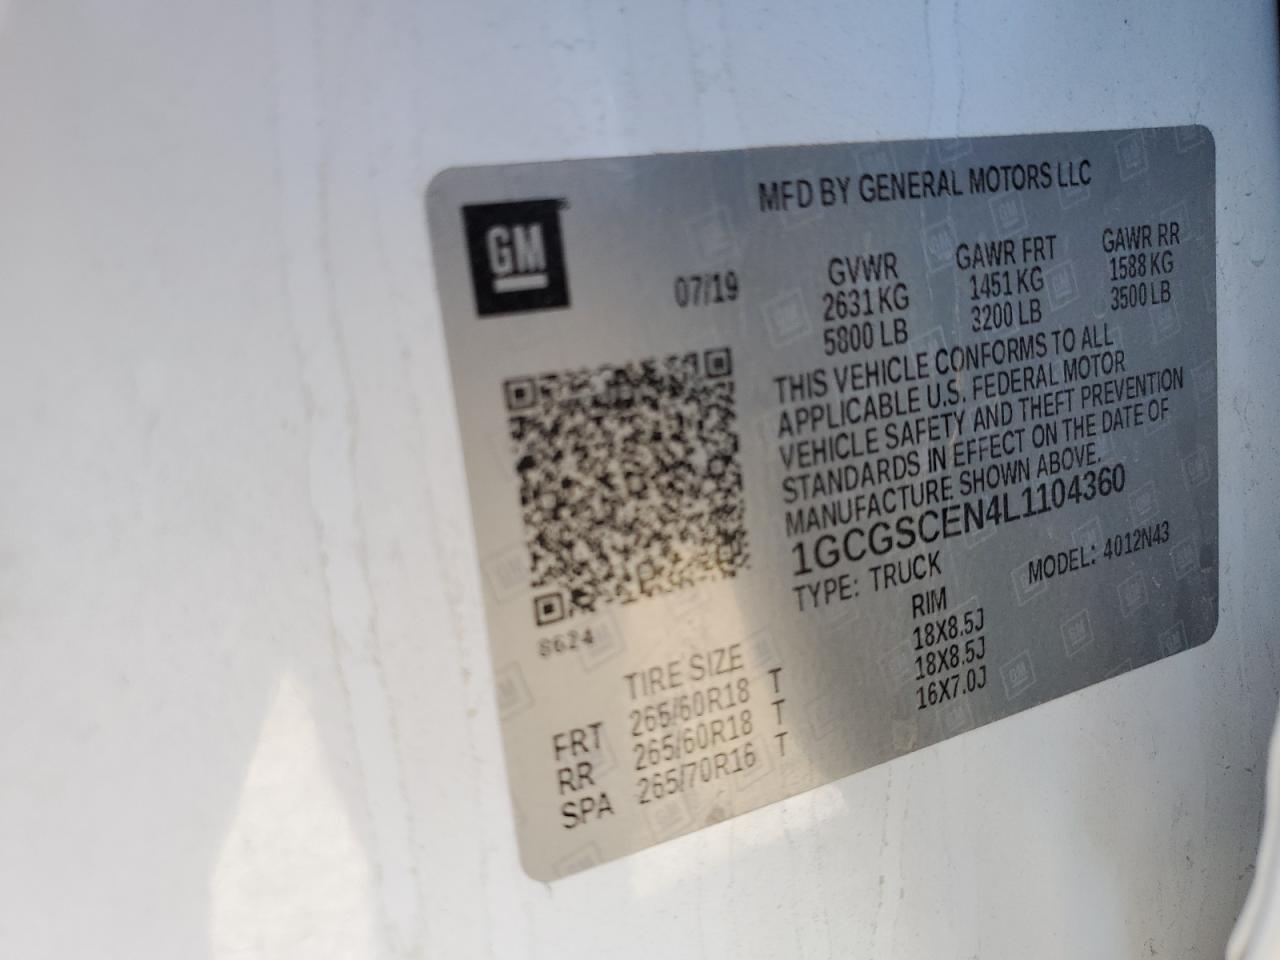 GM
MFD BY GENERAL MOTORS LLC
07/19
GVWR GAWR FRT GAWR RR
2631 KG 1451 KG 1588 KG
5800 LB 3200 LB 3500 LB
THIS VEHICLE CONFORMS TO ALL
APPLICABLE U.S. FEDERAL MOTOR
VEHICLE SAFETY AND THEFT PREVENTION
STANDARDS IN EFFECT ON THE DATE OF
MANUFACTURE SHOWN ABOVE.
1GCGSCEN4L1104360
TYPE: TRUCK MODEL: 4012N43
8624
TIRE SIZE RIM
FRT 265/60R18 T 18X8.5J
RR 265/60R18 T 18X8.5J
SPA 265/70R16 T 16X7.0J